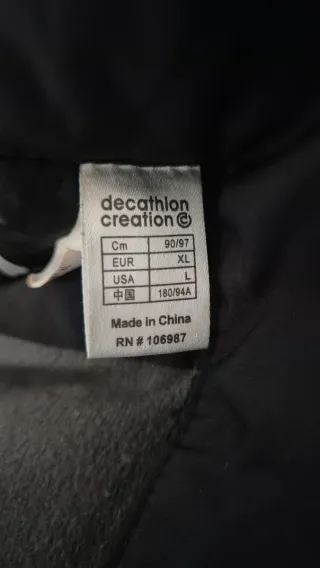 decathlon
creation ©
Cm 90/97
EUR XL
USA L
中国 180/94A
Made in China
RN # 106987